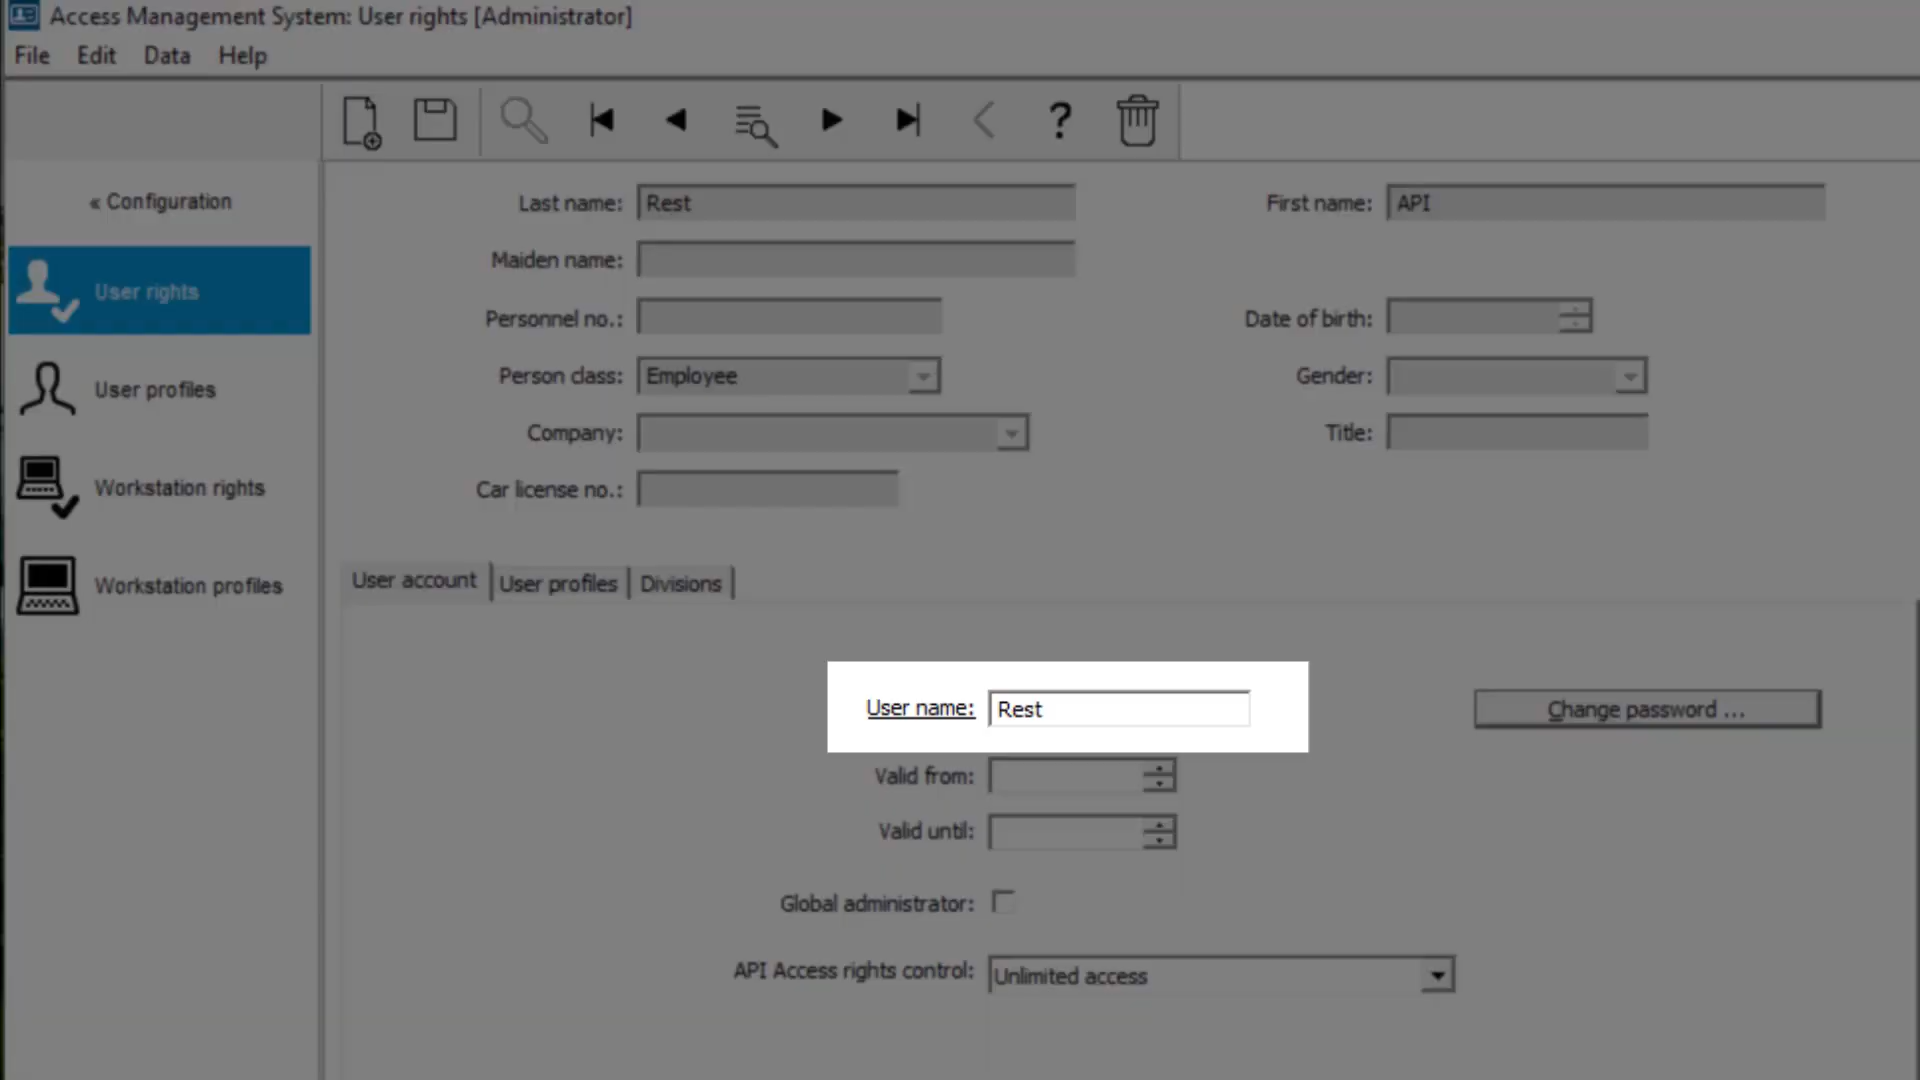 Access Management System: User rights [Administrator]
File Edit Data Help
?
« Configuration
User rights
User profiles
Workstation rights
Workstation profiles
Last name: Rest First name: API
Maiden name:
Personnel no.: Date of birth:
Person class: Employee Gender:
Company: Title:
Car license no.:
User account User profiles Divisions
User name: Rest Change password ...
Valid from:
Valid until:
Global administrator:
API Access rights control: Unlimited access